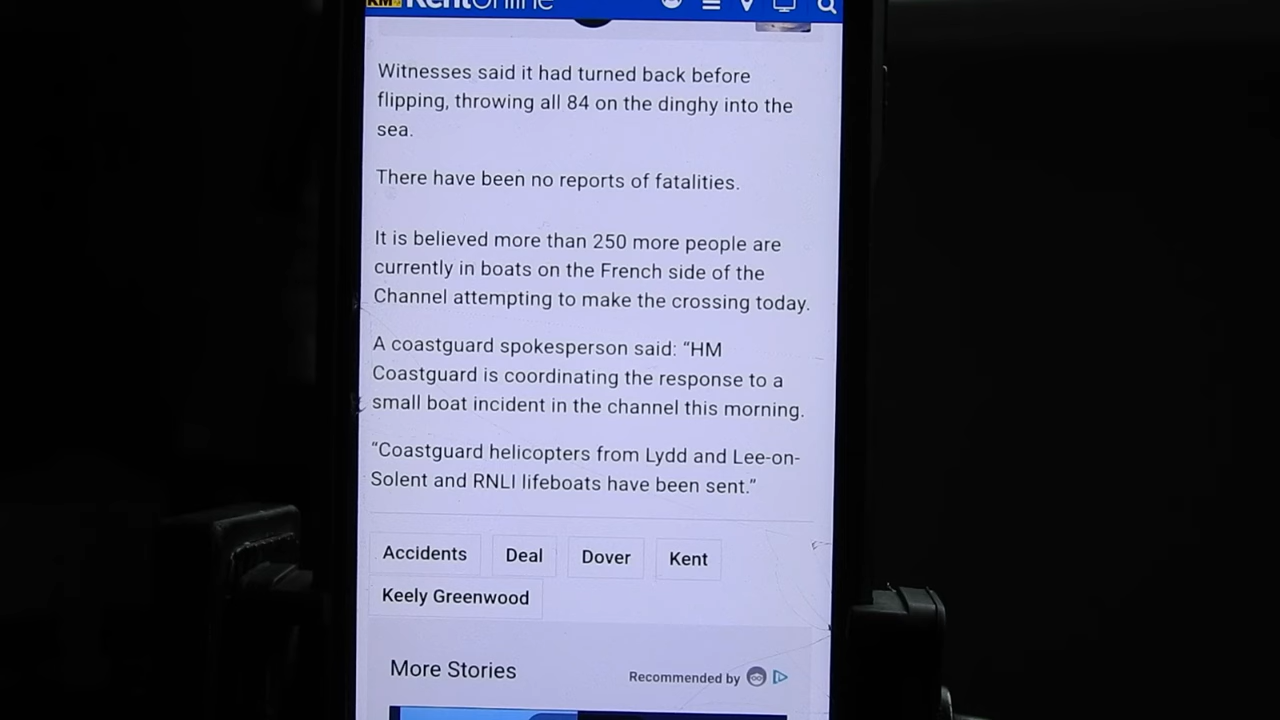 KM KentOnline
Witnesses said it had turned back before
flipping, throwing all 84 on the dinghy into the
sea.
There have been no reports of fatalities.
It is believed more than 250 more people are
currently in boats on the French side of the
Channel attempting to make the crossing today.
A coastguard spokesperson said: “HM
Coastguard is coordinating the response to a
small boat incident in the channel this morning.
“Coastguard helicopters from Lydd and Lee-on-
Solent and RNLI lifeboats have been sent.”
Accidents Deal Dover Kent
Keely Greenwood
More Stories Recommended by